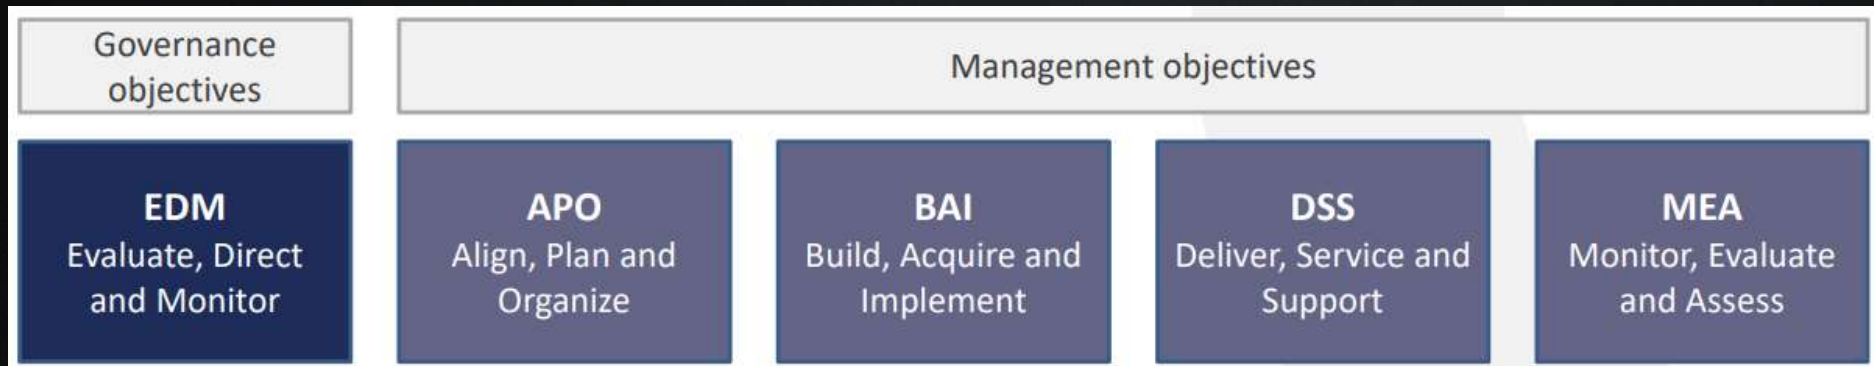 Governance
objectives
Management objectives
EDM
Evaluate, Direct
and Monitor
APO
Align, Plan and
Organize
BAI
Build, Acquire and
Implement
DSS
Deliver, Service and
Support
MEA
Monitor, Evaluate
and Assess